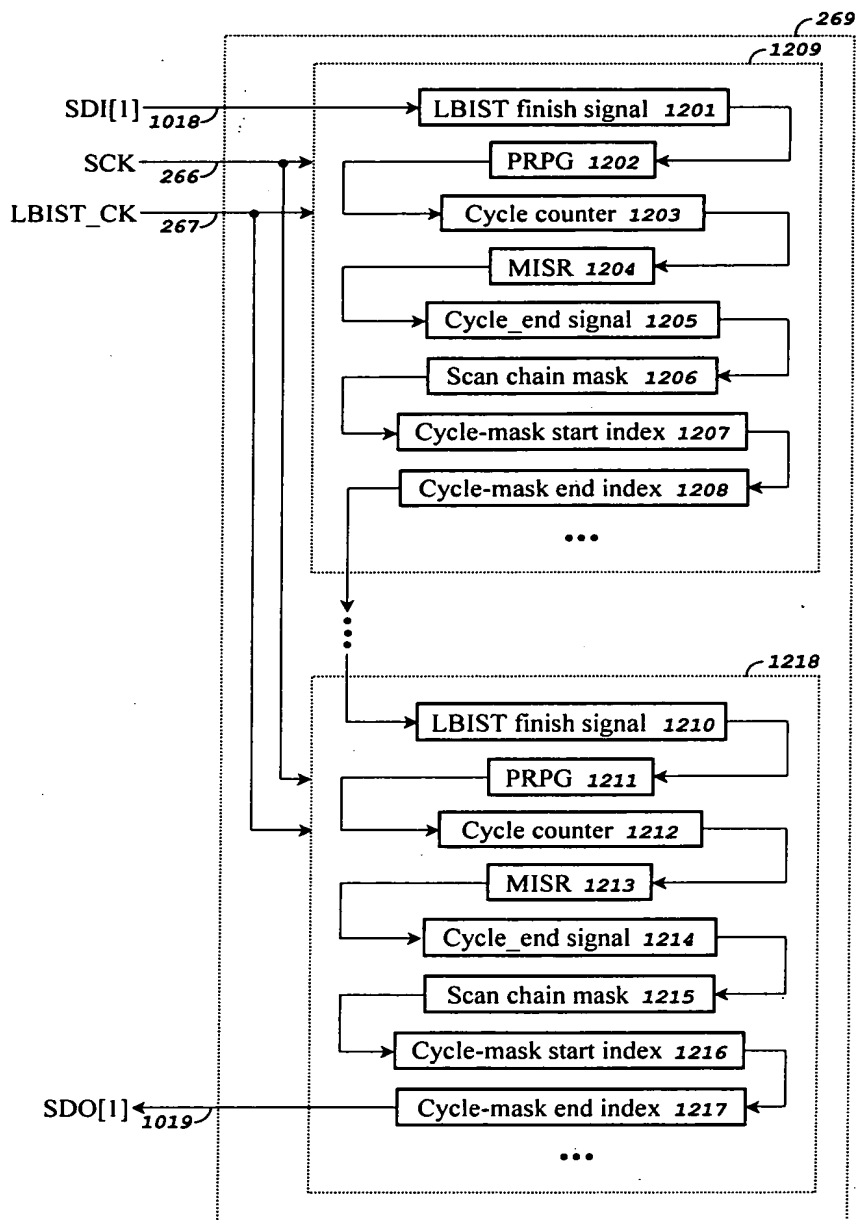 269
1209
SDI[1] 1018 LBIST finish signal 1201
SCK 266 PRPG 1202
LBIST_CK 267 Cycle counter 1203
MISR 1204
Cycle_end signal 1205
Scan chain mask 1206
Cycle-mask start index 1207
Cycle-mask end index 1208
•••
1218
LBIST finish signal 1210
PRPG 1211
Cycle counter 1212
MISR 1213
Cycle_end signal 1214
Scan chain mask 1215
Cycle-mask start index 1216
SDO[1] 1019 Cycle-mask end index 1217
•••